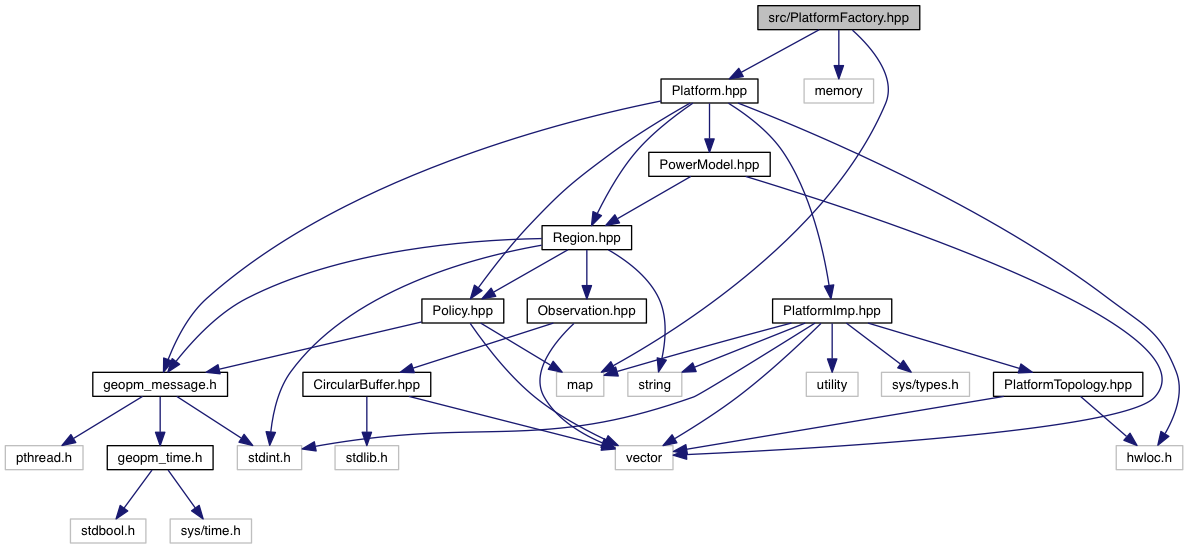 src/PlatformFactory.hpp
Platform.hpp
memory
PowerModel.hpp
Region.hpp
Policy.hpp
Observation.hpp
PlatformImp.hpp
geopm_message.h
CircularBuffer.hpp
map
string
utility
sys/types.h
PlatformTopology.hpp
pthread.h
geopm_time.h
stdint.h
stdlib.h
vector
hwloc.h
stdbool.h
sys/time.h